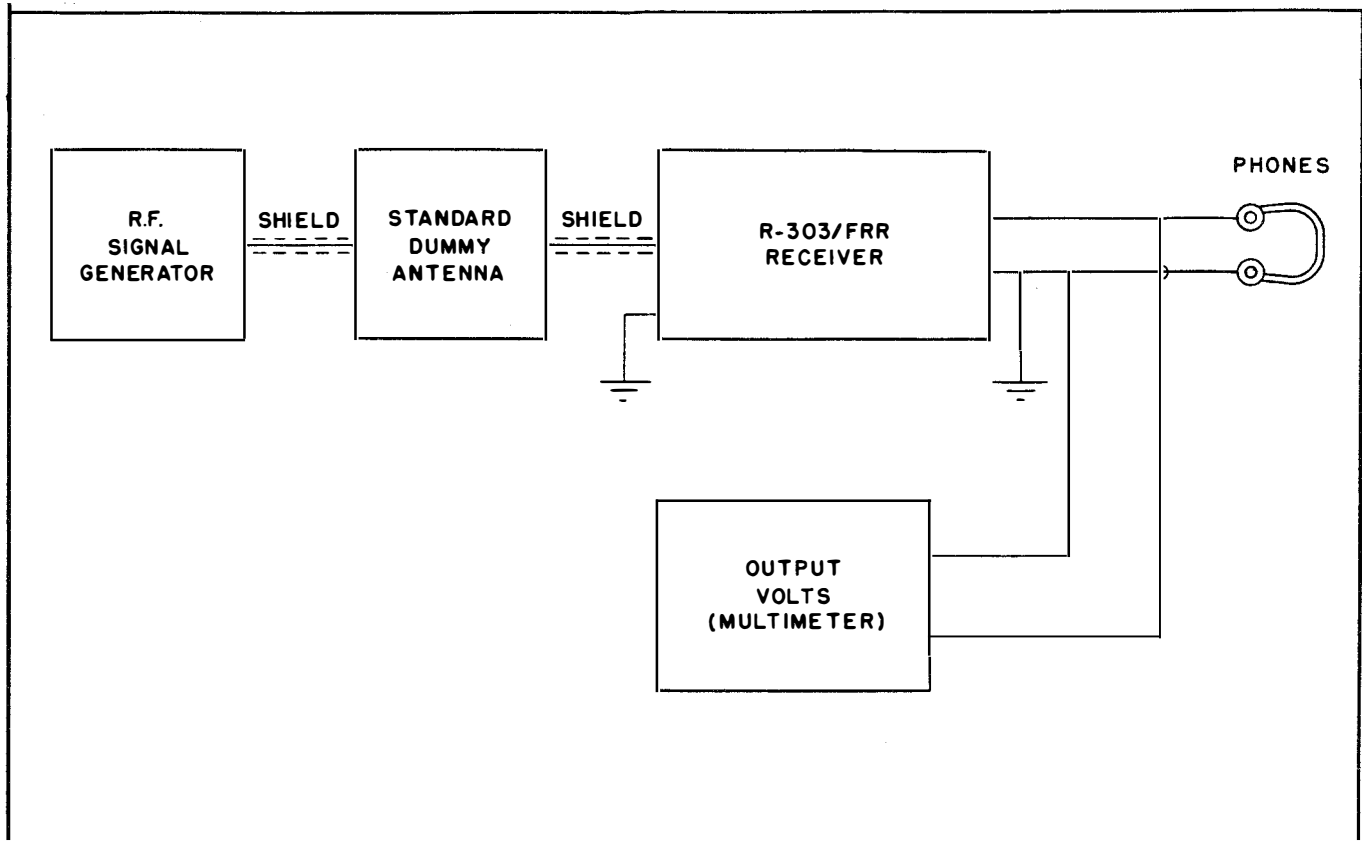 R.F.
SIGNAL
GENERATOR
SHIELD
STANDARD
DUMMY
ANTENNA
SHIELD
R-303/FRR
RECEIVER
PHONES
OUTPUT
VOLTS
(MULTIMETER)